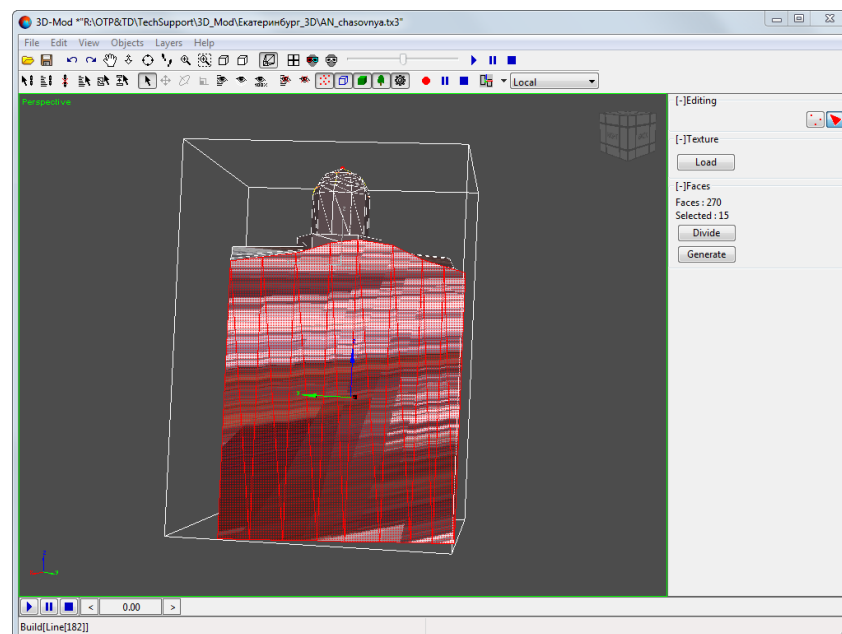 3D-Mod *"R:\OTP&TD\TechSupport\3D_Mod\Екатеринбург_3D\AN_chasovnya.tx3"
File Edit View Objects Layers Help
100%
Local
Perspective
[-]Editing
[-]Texture
Load
[-]Faces
Faces : 270
Selected : 15
Divide
Generate
< 0.00 >
Build[Line[182]]